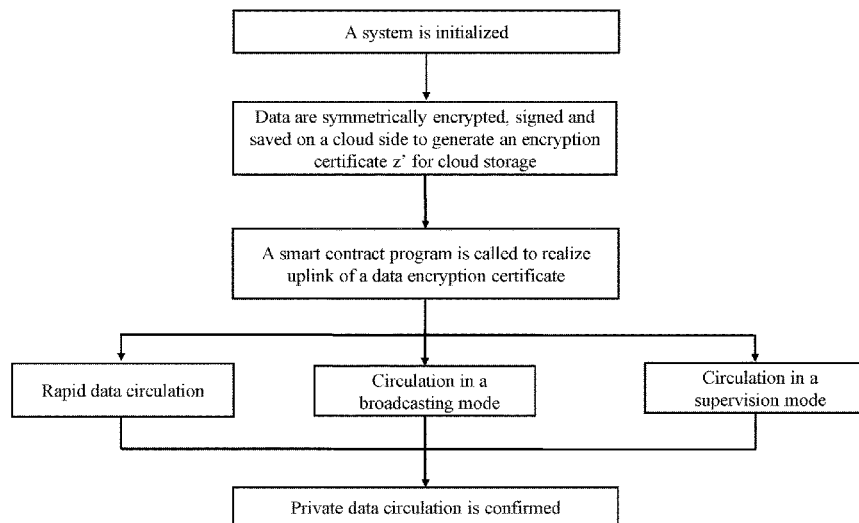 A system is initialized
Data are symmetrically encrypted, signed and
saved on a cloud side to generate an encryption
certificate z’ for cloud storage
A smart contract program is called to realize
uplink of a data encryption certificate
Rapid data circulation
Circulation in a
broadcasting mode
Circulation in a
supervision mode
Private data circulation is confirmed